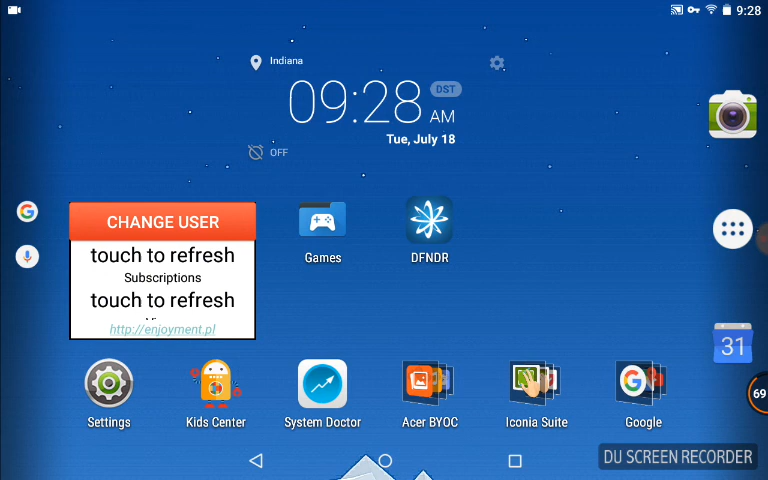 9:28
Indiana
09:28 AM
DST
Tue, July 18
OFF
CHANGE USER
touch to refresh
Subscriptions
touch to refresh
http://enjoyment.pl
Games
DFNDR
31
69
Settings
Kids Center
System Doctor
Acer BYOC
Iconia Suite
Google
DU SCREEN RECORDER